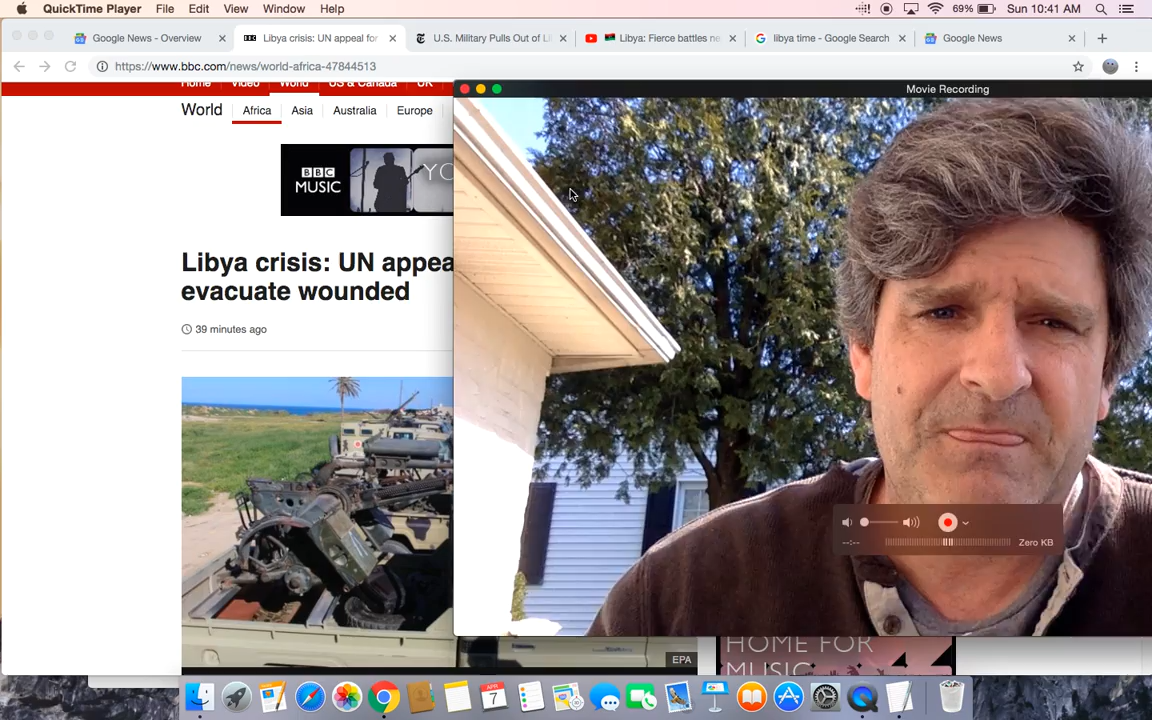 QuickTime Player File Edit View Window Help 69% Sun 10:41 AM
Google News - Overview Libya crisis: UN appeal for U.S. Military Pulls Out of Li Libya: Fierce battles ne libya time - Google Search Google News
https://www.bbc.com/news/world-africa-47844513
Home Video World US & Canada UK
Movie Recording
World Africa Asia Australia Europe
BBC
MUSIC
YO
Libya crisis: UN appea
evacuate wounded
39 minutes ago
--:-- Zero KB
EPA
HOME FOR
MUSIC
APR
7